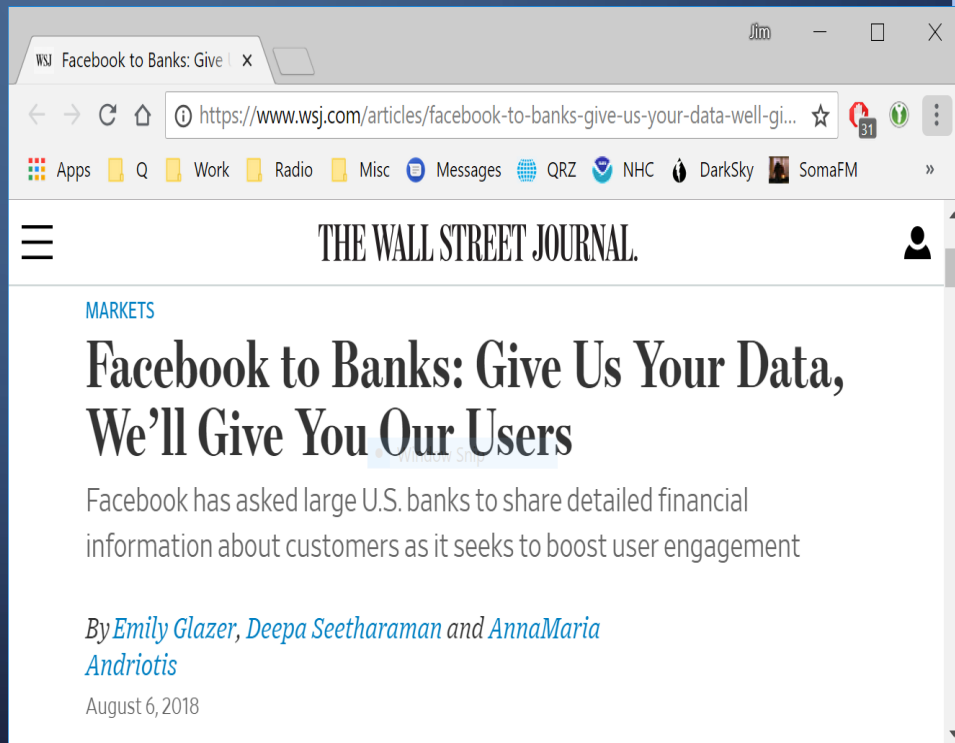 Jim
WSJ Facebook to Banks: Give
https://www.wsj.com/articles/facebook-to-banks-give-us-your-data-well-gi...
31
Apps Q Work Radio Misc Messages QRZ NHC DarkSky SomaFM »
THE WALL STREET JOURNAL.
MARKETS
Facebook to Banks: Give Us Your Data,
We’ll Give You Our Users
Window Snip
Facebook has asked large U.S. banks to share detailed financial
information about customers as it seeks to boost user engagement
By Emily Glazer, Deepa Seetharaman and AnnaMaria
Andriotis
August 6, 2018